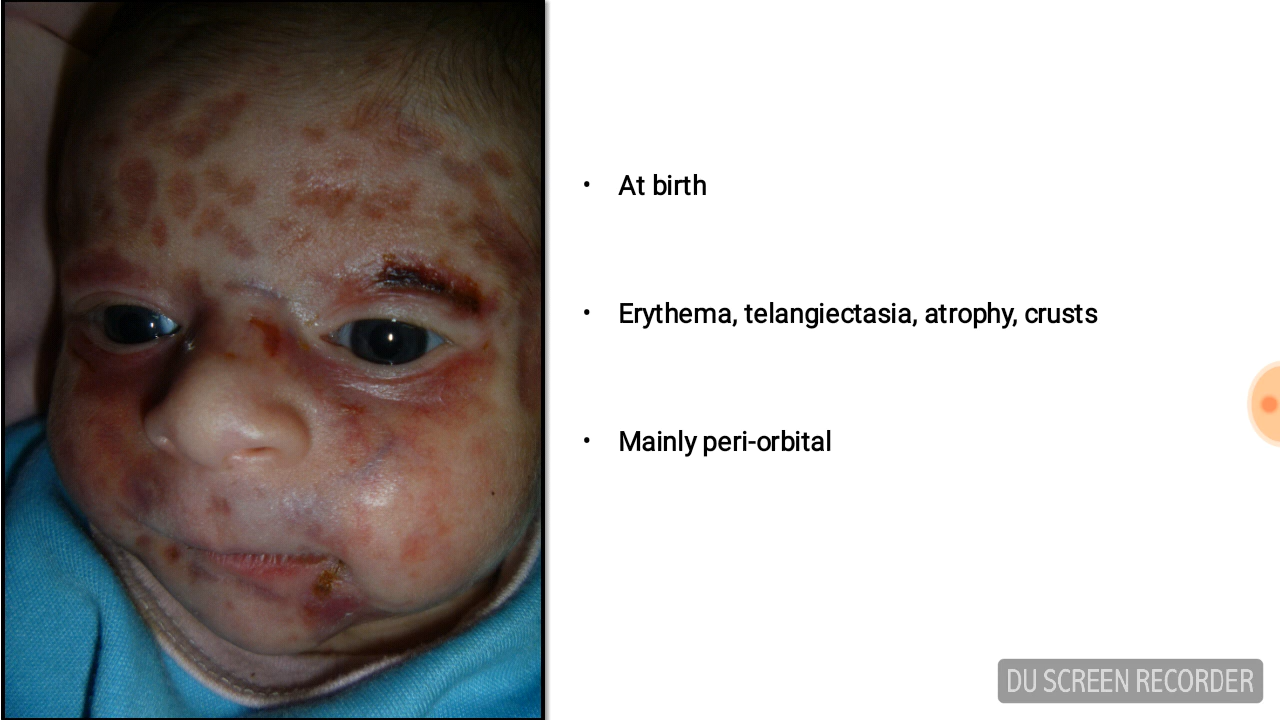 • At birth
• Erythema, telangiectasia, atrophy, crusts
• Mainly peri-orbital
DU SCREEN RECORDER